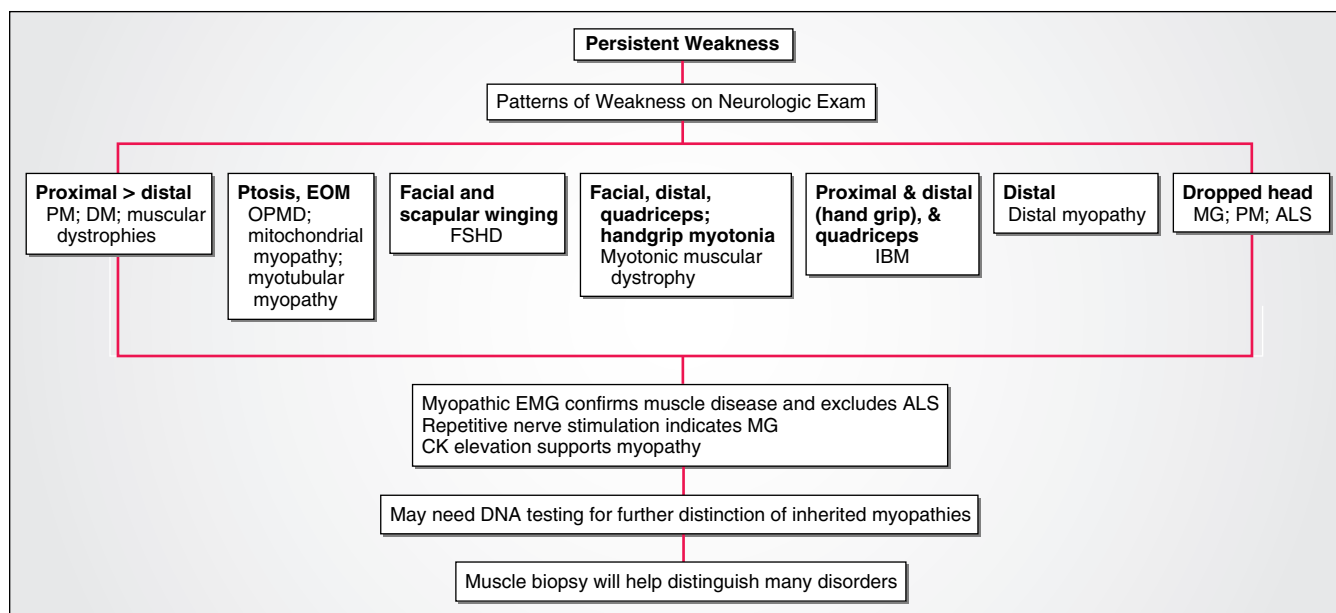 Persistent Weakness
Patterns of Weakness on Neurologic Exam
Proximal > distal
PM; DM; muscular
dystrophies
Ptosis, EOM
OPMD;
mitochondrial
myopathy;
myotubular
myopathy
Facial and
scapular winging
FSHD
Facial, distal,
quadriceps;
handgrip myotonia
Myotonic muscular
dystrophy
Proximal & distal
(hand grip), &
quadriceps
IBM
Distal
Distal myopathy
Dropped head
MG; PM; ALS
Myopathic EMG confirms muscle disease and excludes ALS
Repetitive nerve stimulation indicates MG
CK elevation supports myopathy
May need DNA testing for further distinction of inherited myopathies
Muscle biopsy will help distinguish many disorders